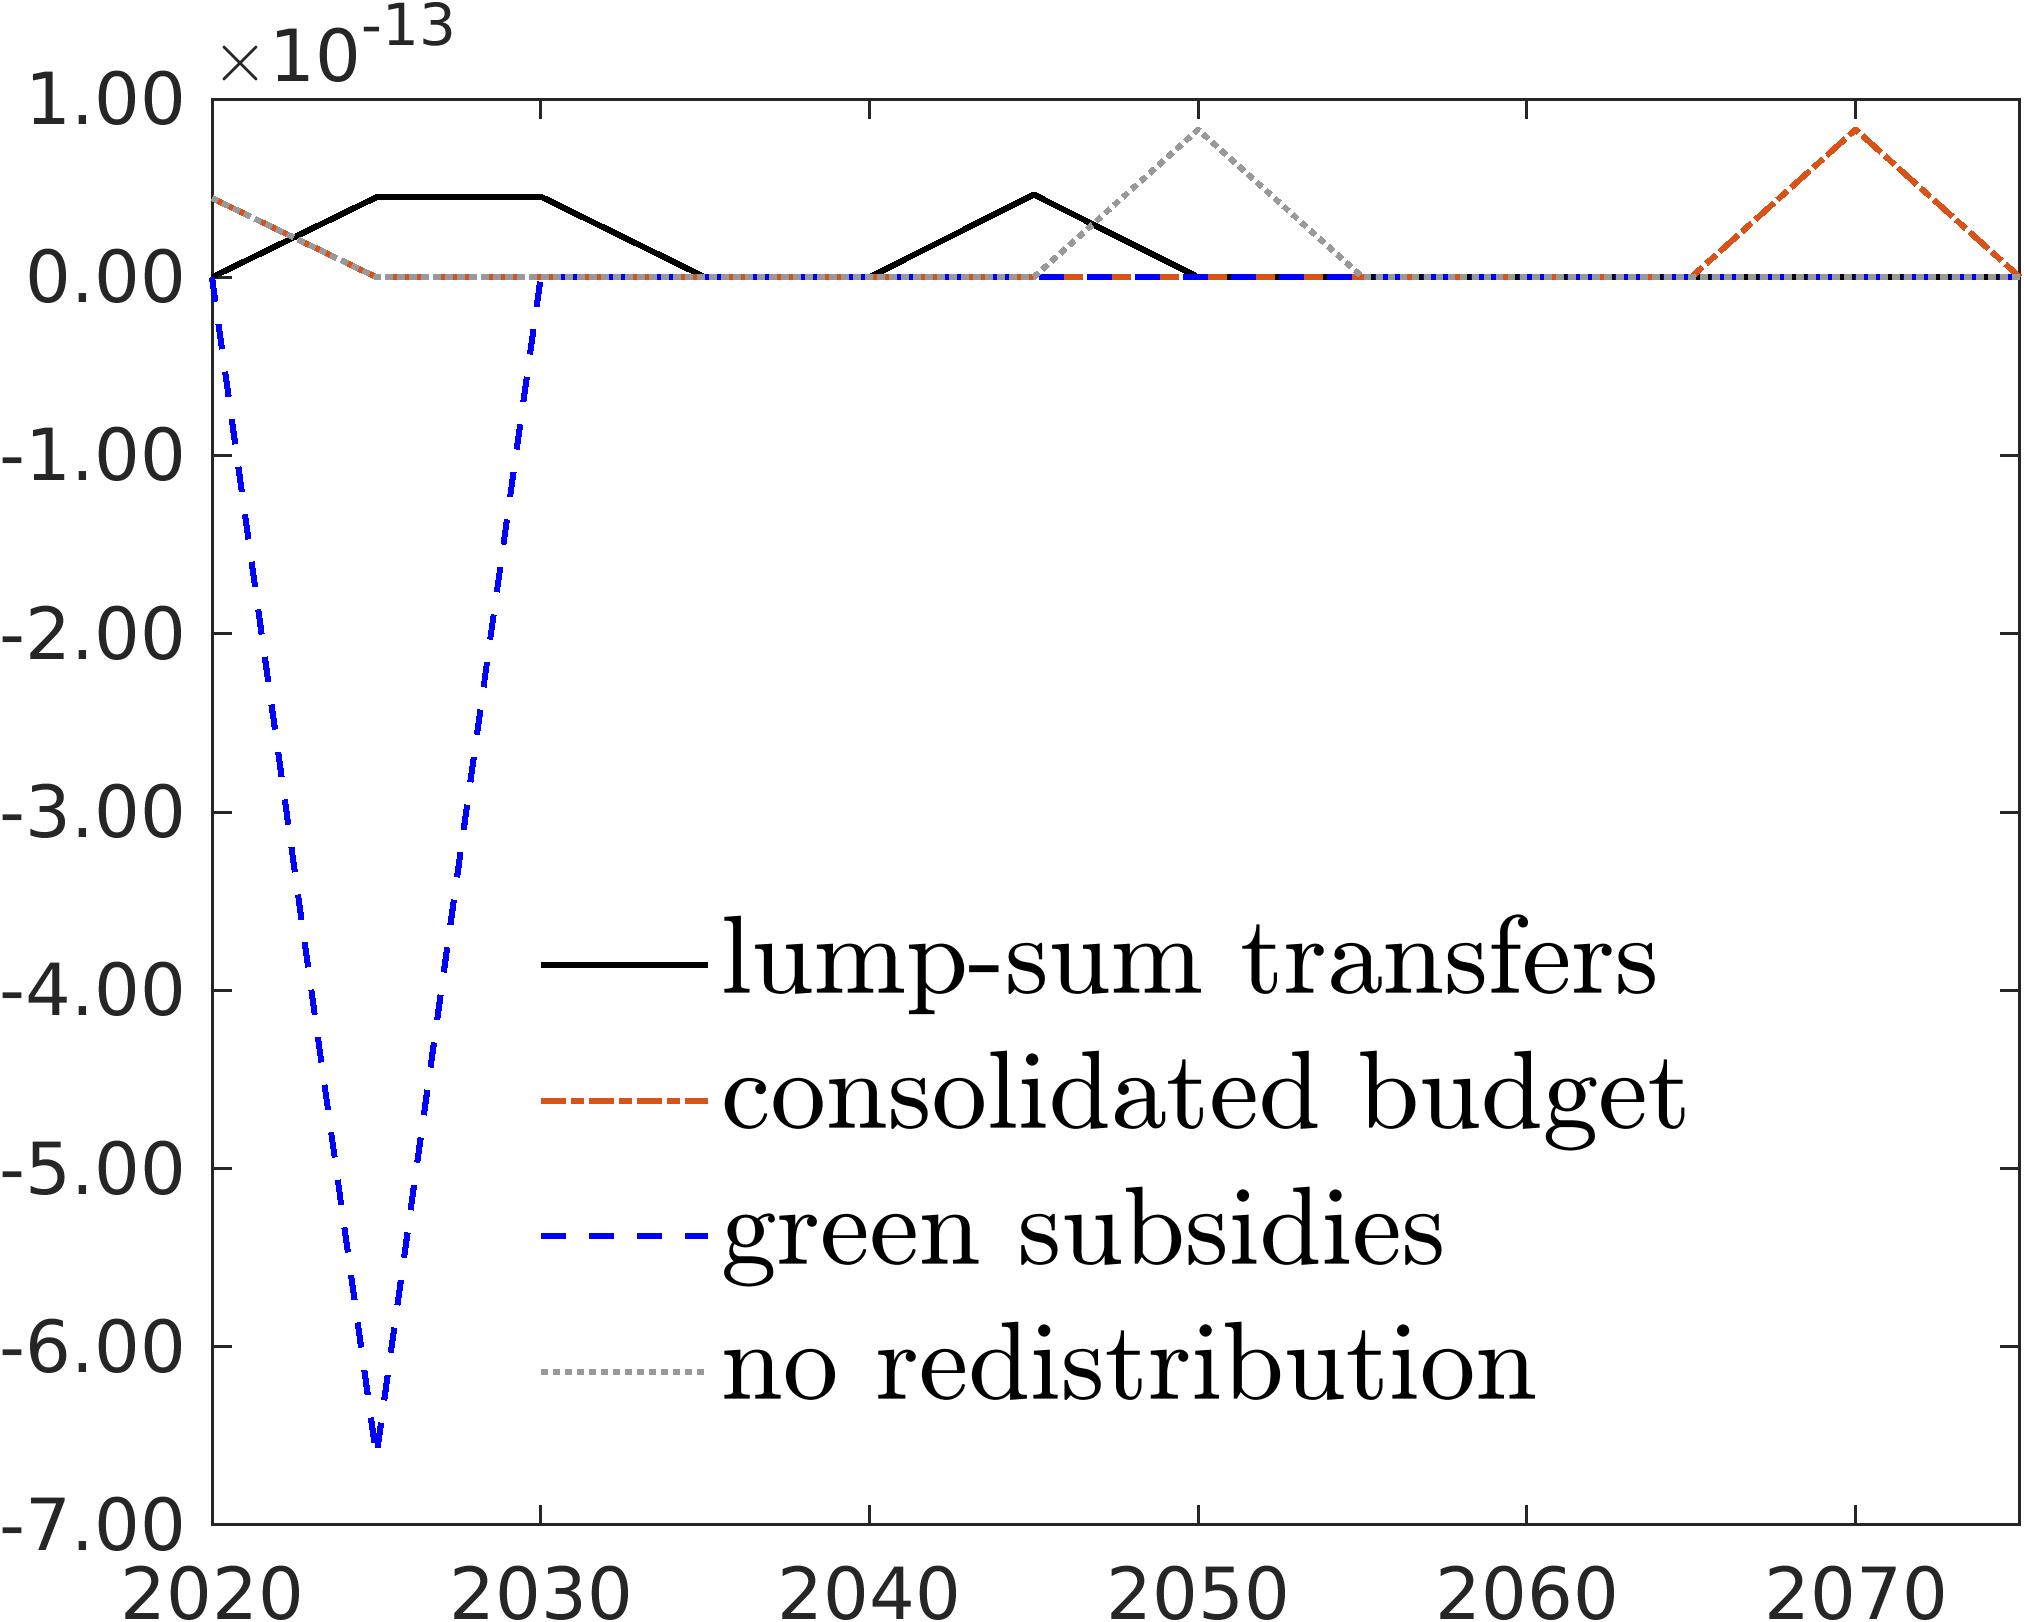 ×10-13
1.00
0.00
-1.00
-2.00
-3.00
-4.00
-5.00
-6.00
-7.00
lump-sum transfers
consolidated budget
green subsidies
no redistribution
2020 2030 2040 2050 2060 2070